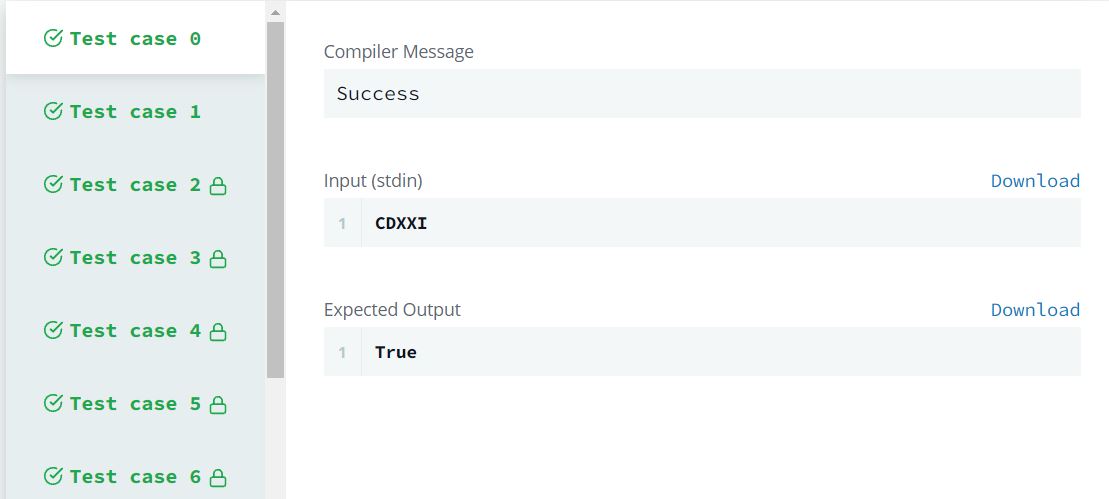 Test case 0
Test case 1
Test case 2
Test case 3
Test case 4
Test case 5
Test case 6
Compiler Message
Success
Input (stdin)
Download
1 CDXXI
Expected Output
Download
1 True